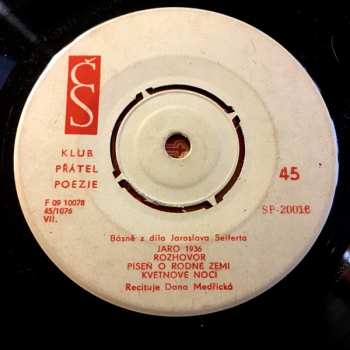 ČS
KLUB
PŘÁTEL
POEZIE
45
F 09 10078
45/1076
VII.
SP-20016
Básně z díla Jaroslava Seiferta
JARO 1936
ROZHOVOR
PÍSEŇ O RODNÉ ZEMI
KVĚTNOVÉ NOCI
Recituje Dana Medřická